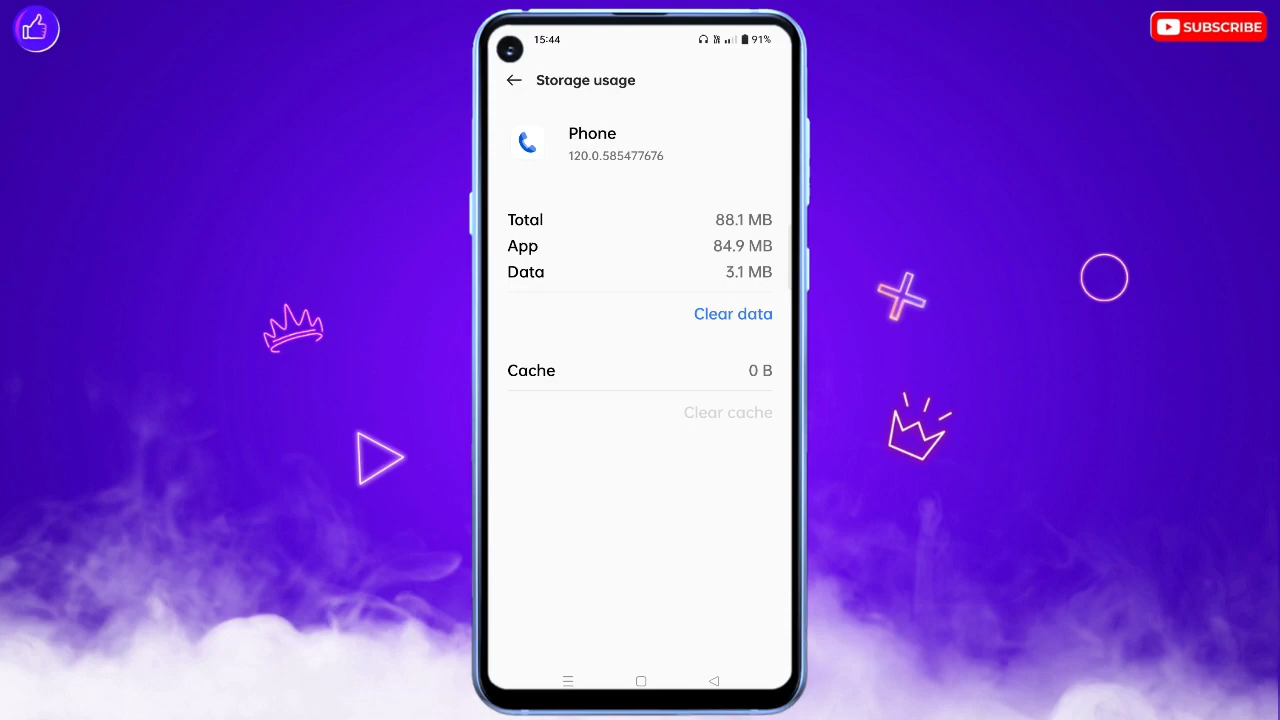 SUBSCRIBE
15:44
91%
Storage usage
Phone
120.0.585477676
Total 88.1 MB
App 84.9 MB
Data 3.1 MB
Clear data
Cache 0 B
Clear cache